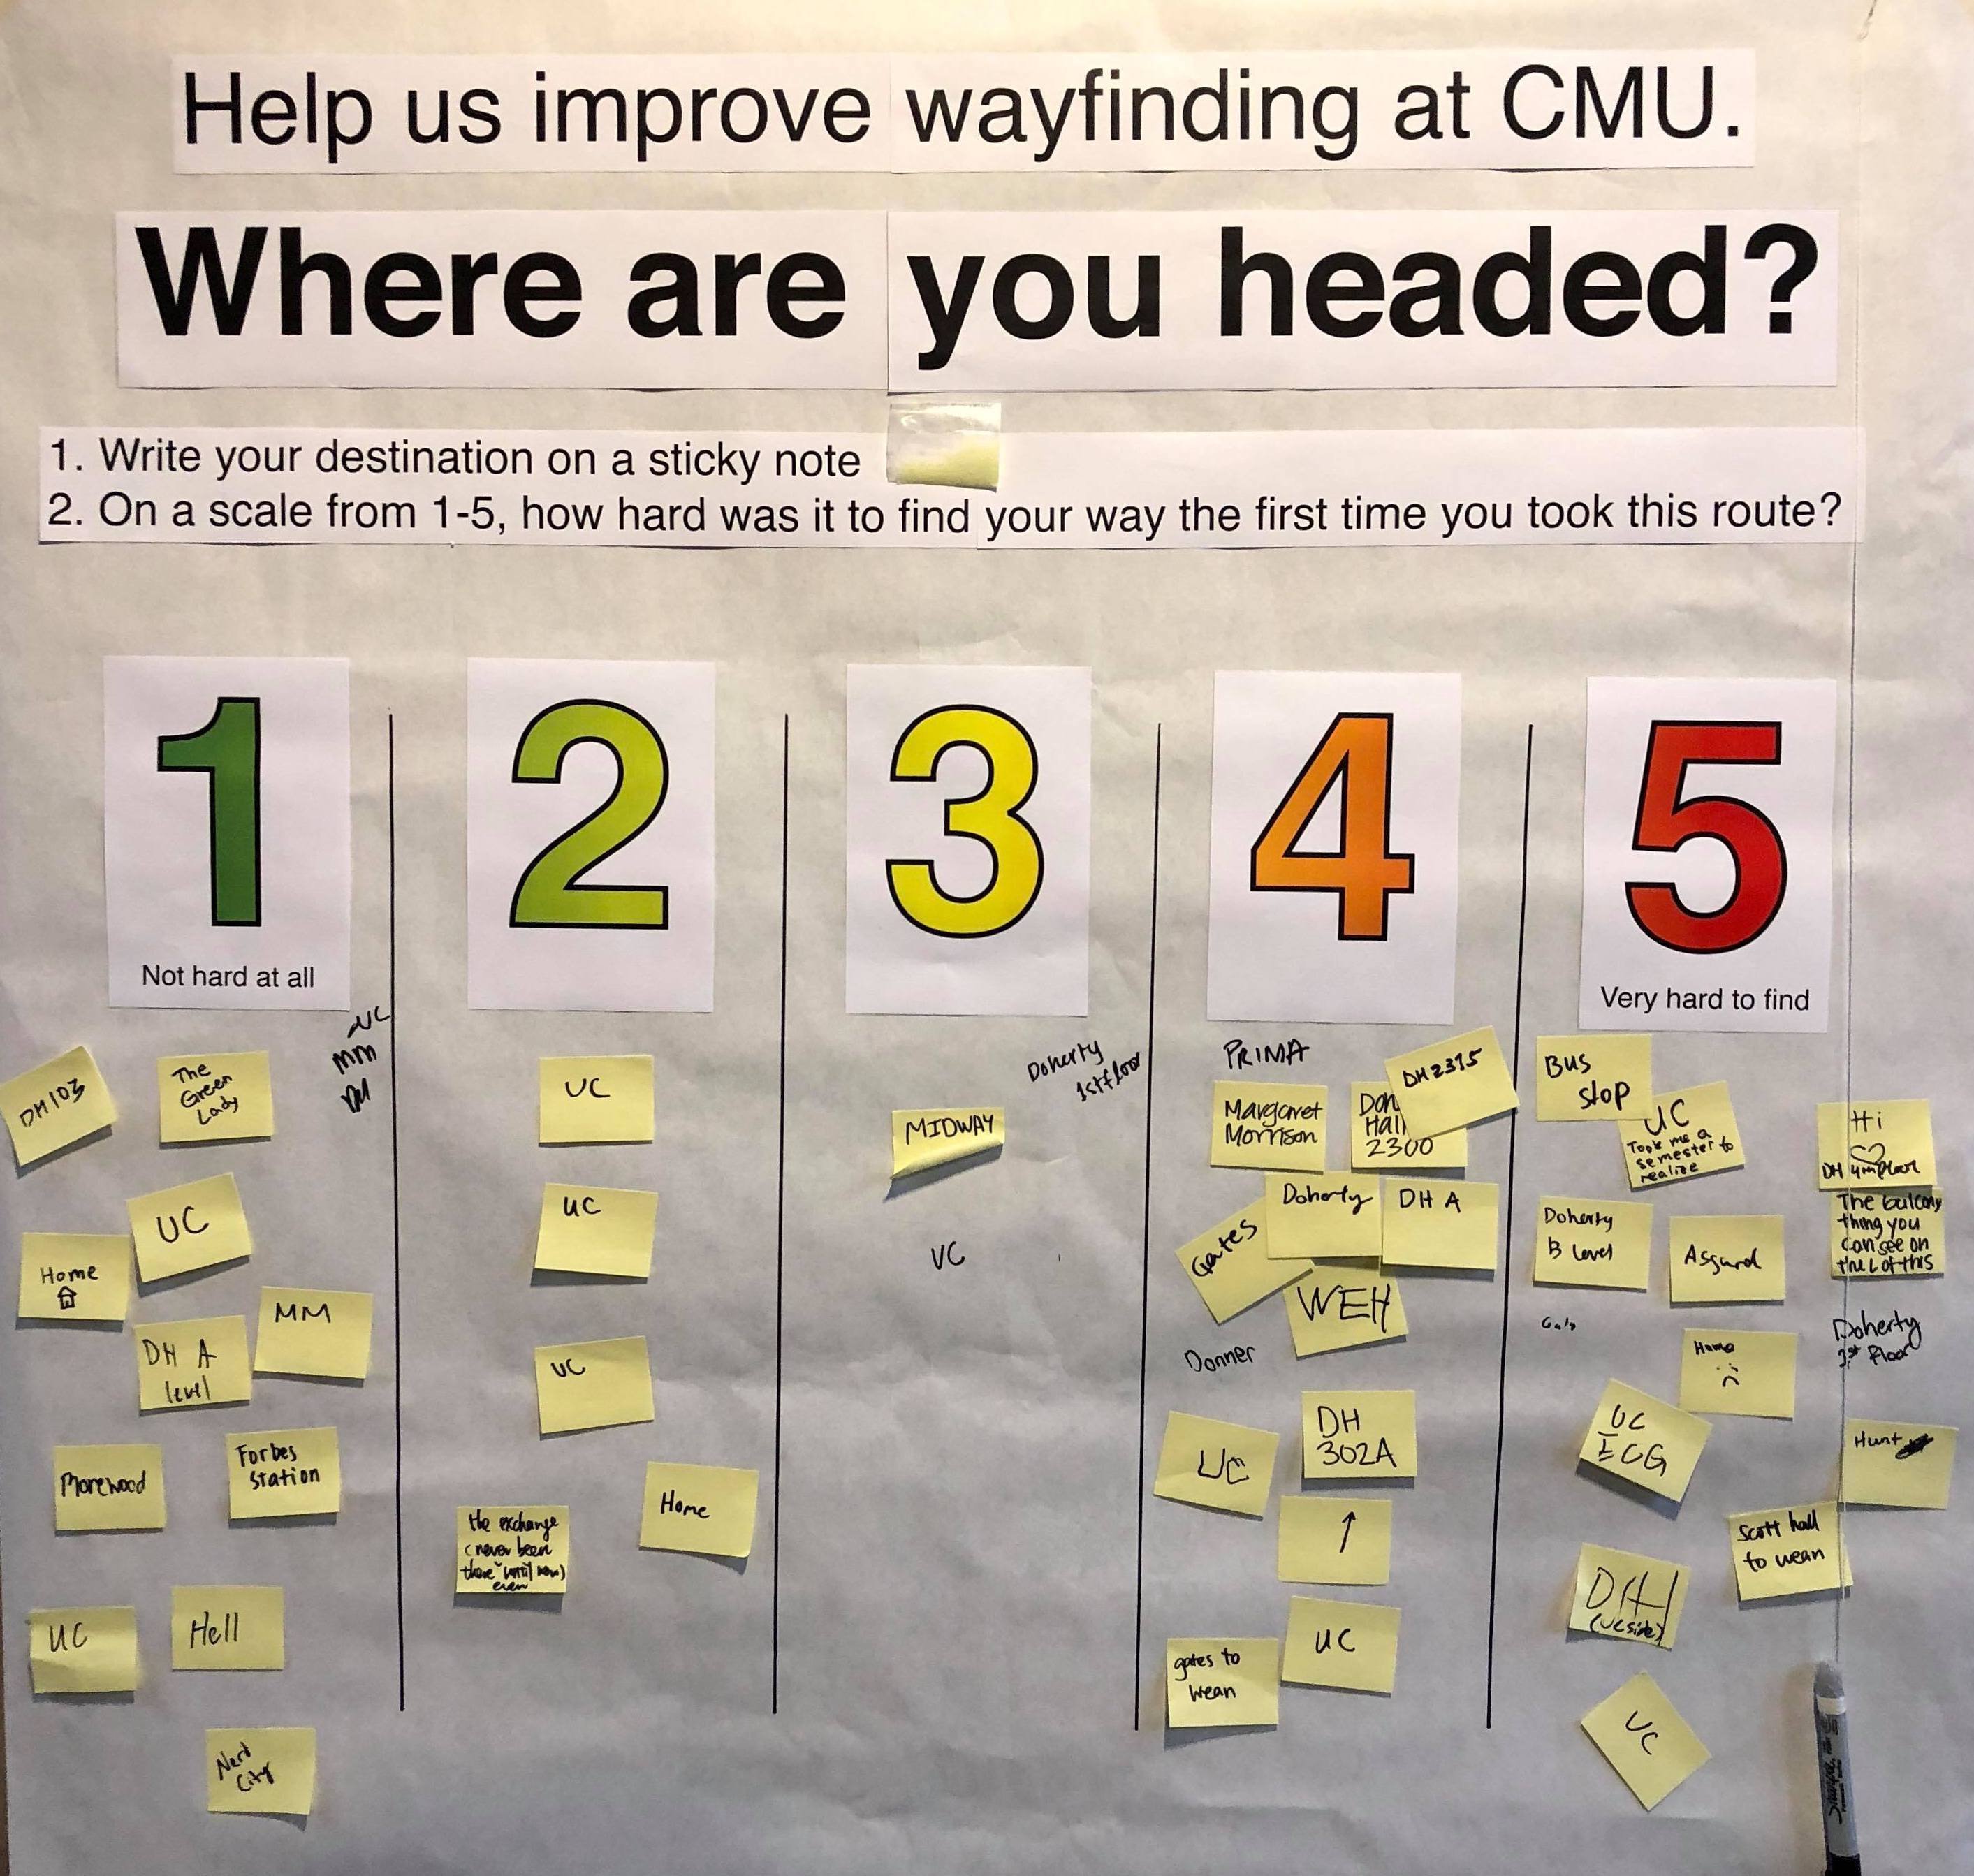 Help us improve wayfinding at CMU.
Where are you headed?
1. Write your destination on a sticky note
2. On a scale from 1-5, how hard was it to find your way the first time you took this route?
1
Not hard at all
UC
MM
DH
DH 103
The
Green
Lady
UC
Home
MM
DH A
level
Morewood
Forbes
Station
UC
Hell
Nerd
City
2
UC
UC
UC
Home
the exchange
(never been
there until now)
even
3
Doherty
1st floor
MIDWAY
UC
4
PRIMA
DH 2315
Margaret
Morrison
Hall
2300
Doherty
DH A
Gates
WEH
Donner
UC
DH
302A
↑
UC
gates to
wean
5
Very hard to find
Bus
stop
UC
Took me a
semester to
realize
Hi
DH
The balcony
thing you
can see on
the L of this
Doherty
B level
Asgard
Home
Doherty
floor
UC
ECG
Hunt
Scott hall
to wean
DH
(UC side)
UC
Sharpie